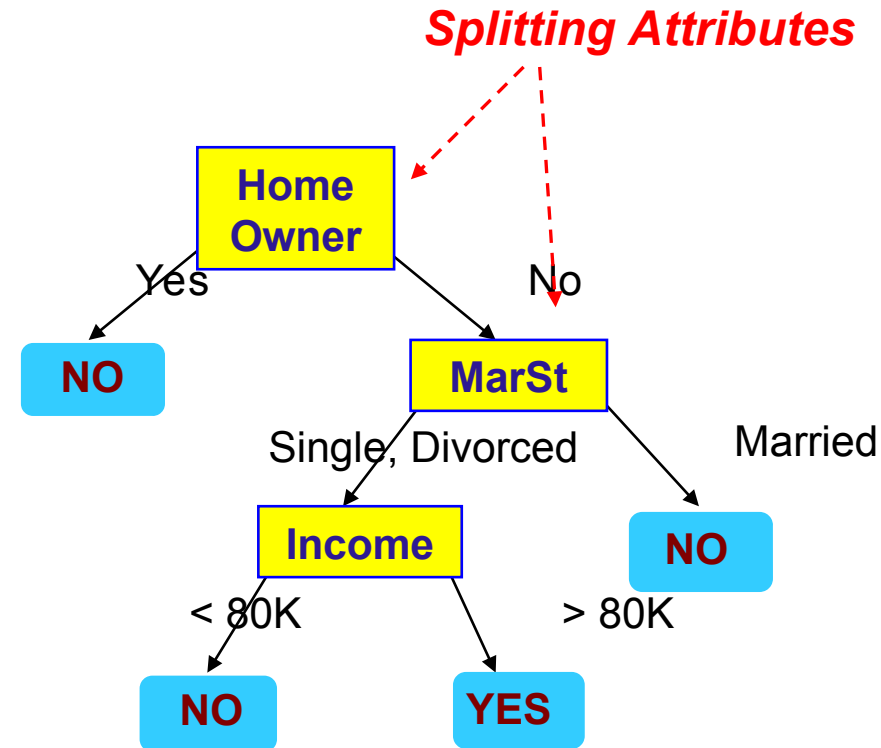 Splitting Attributes
Home
Owner
Yes
No
NO
MarSt
Single, Divorced
Married
Income
NO
< 80K
> 80K
NO
YES